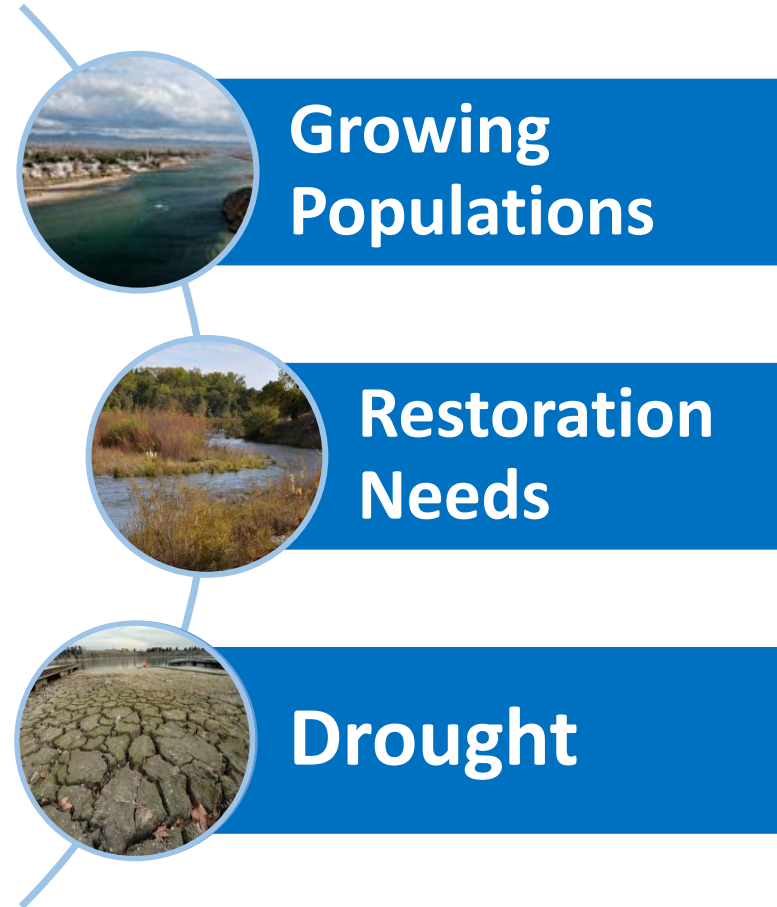 Growing
Populations
Restoration
Needs
Drought